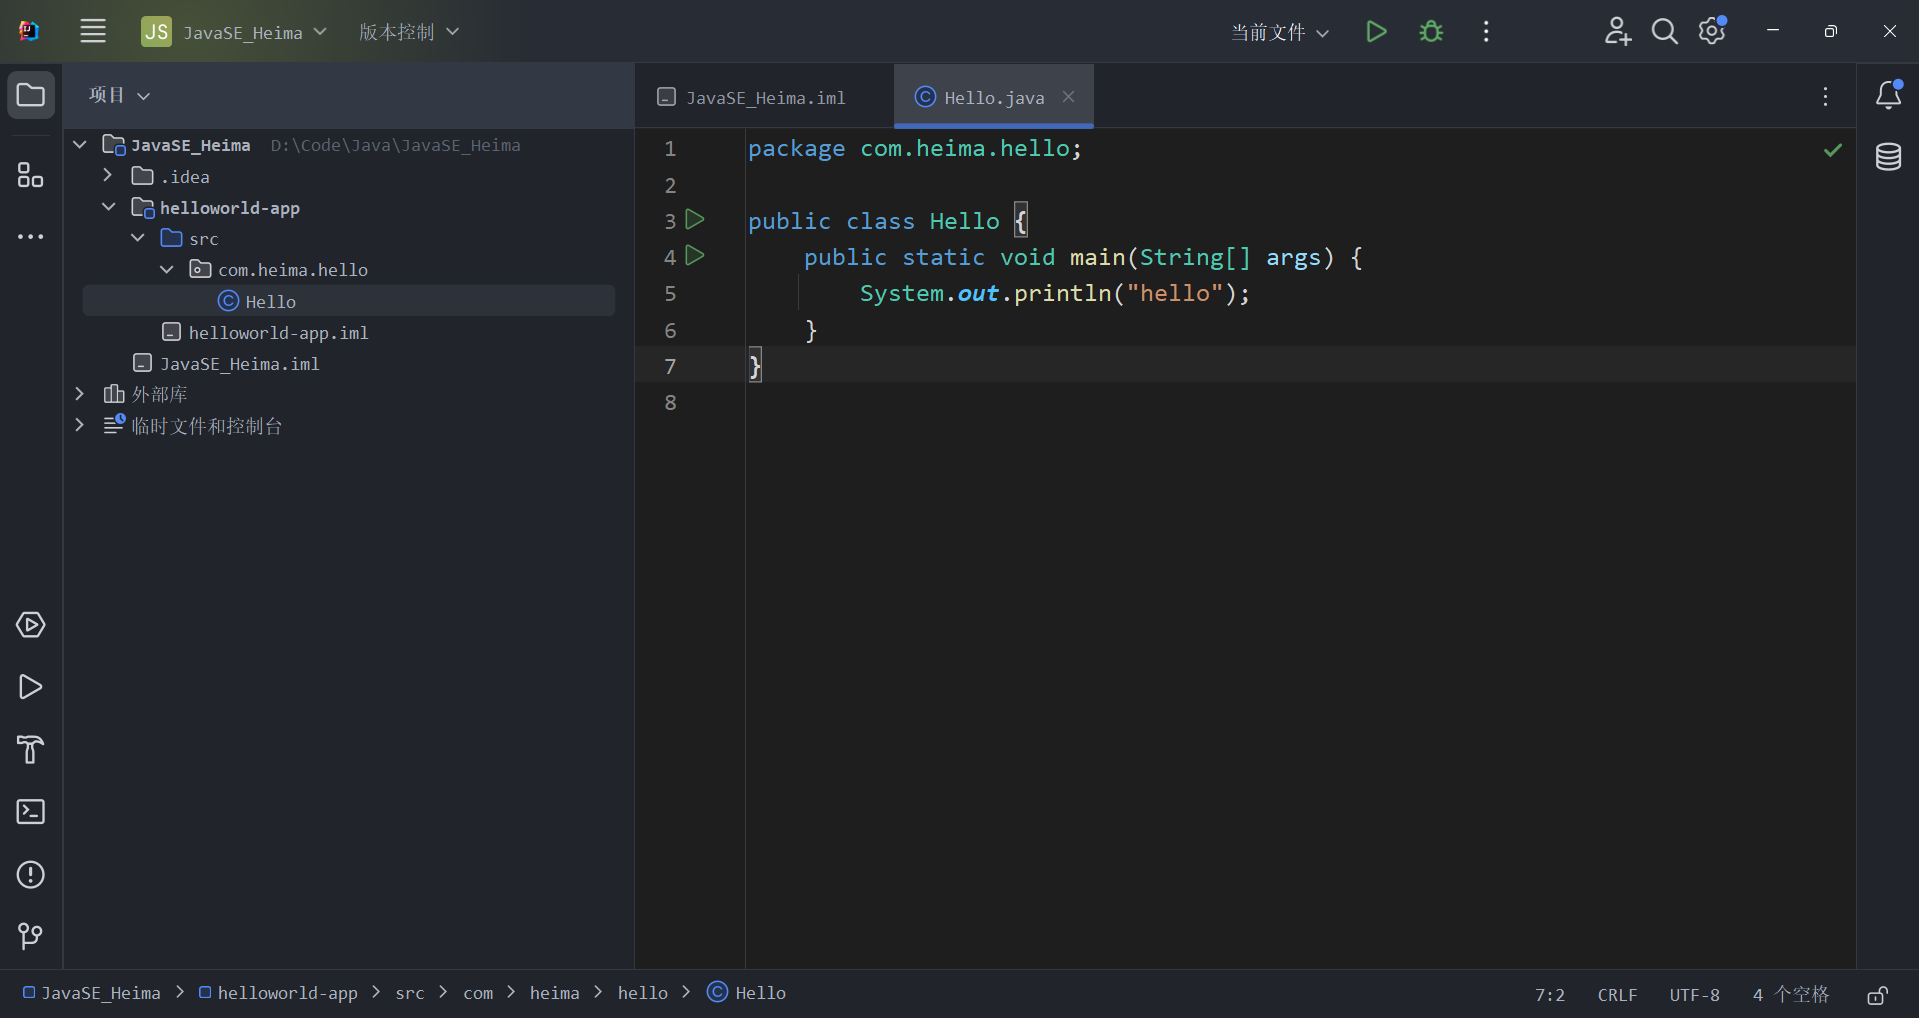 JS JavaSE_Heima 版本控制 当前文件
项目
JavaSE_Heima D:\Code\Java\JavaSE_Heima
.idea
helloworld-app
src
com.heima.hello
Hello
helloworld-app.iml
JavaSE_Heima.iml
外部库
临时文件和控制台
JavaSE_Heima.iml Hello.java
1 package com.heima.hello;
2
3 public class Hello {
4     public static void main(String[] args) {
5         System.out.println("hello");
6     }
7 }
8
JavaSE_Heima > helloworld-app > src > com > heima > hello > Hello 7:2 CRLF UTF-8 4 个空格